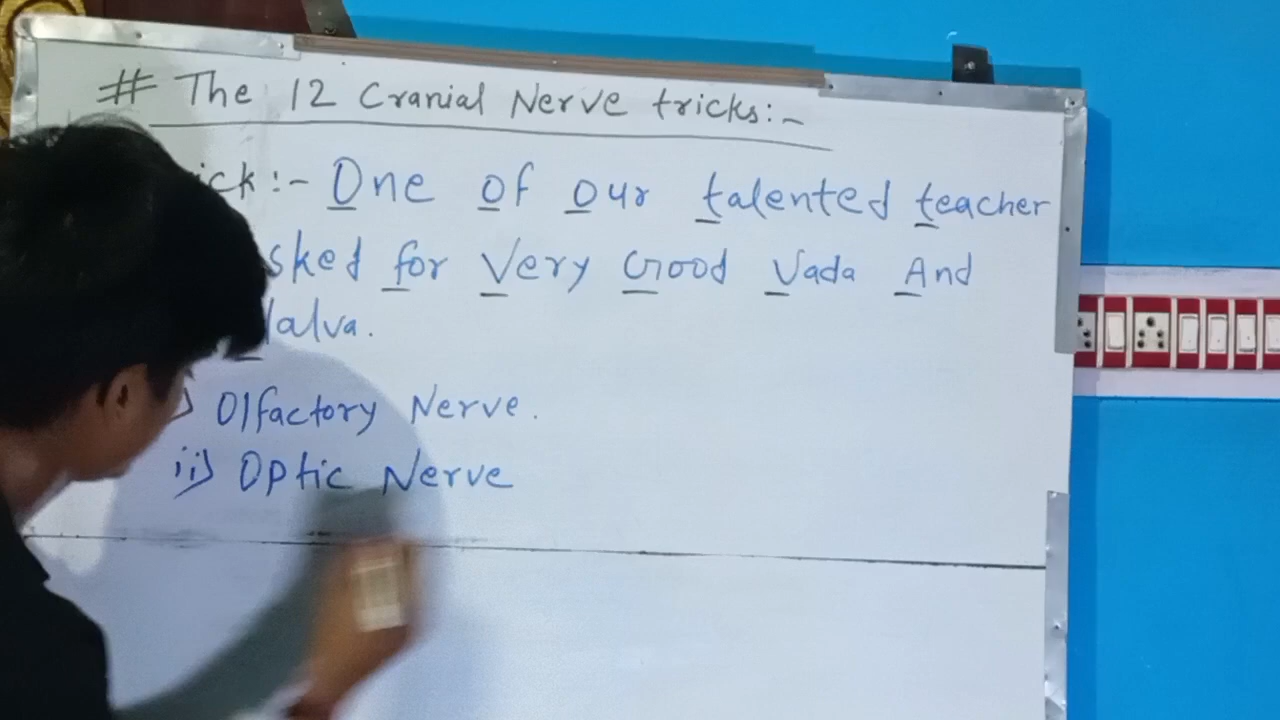 # The 12 Cranial Nerve tricks:-
ick :- One of our talented teacher
sked for Very Good Vada And
alva.
) Olfactory Nerve.
ii) Optic Nerve